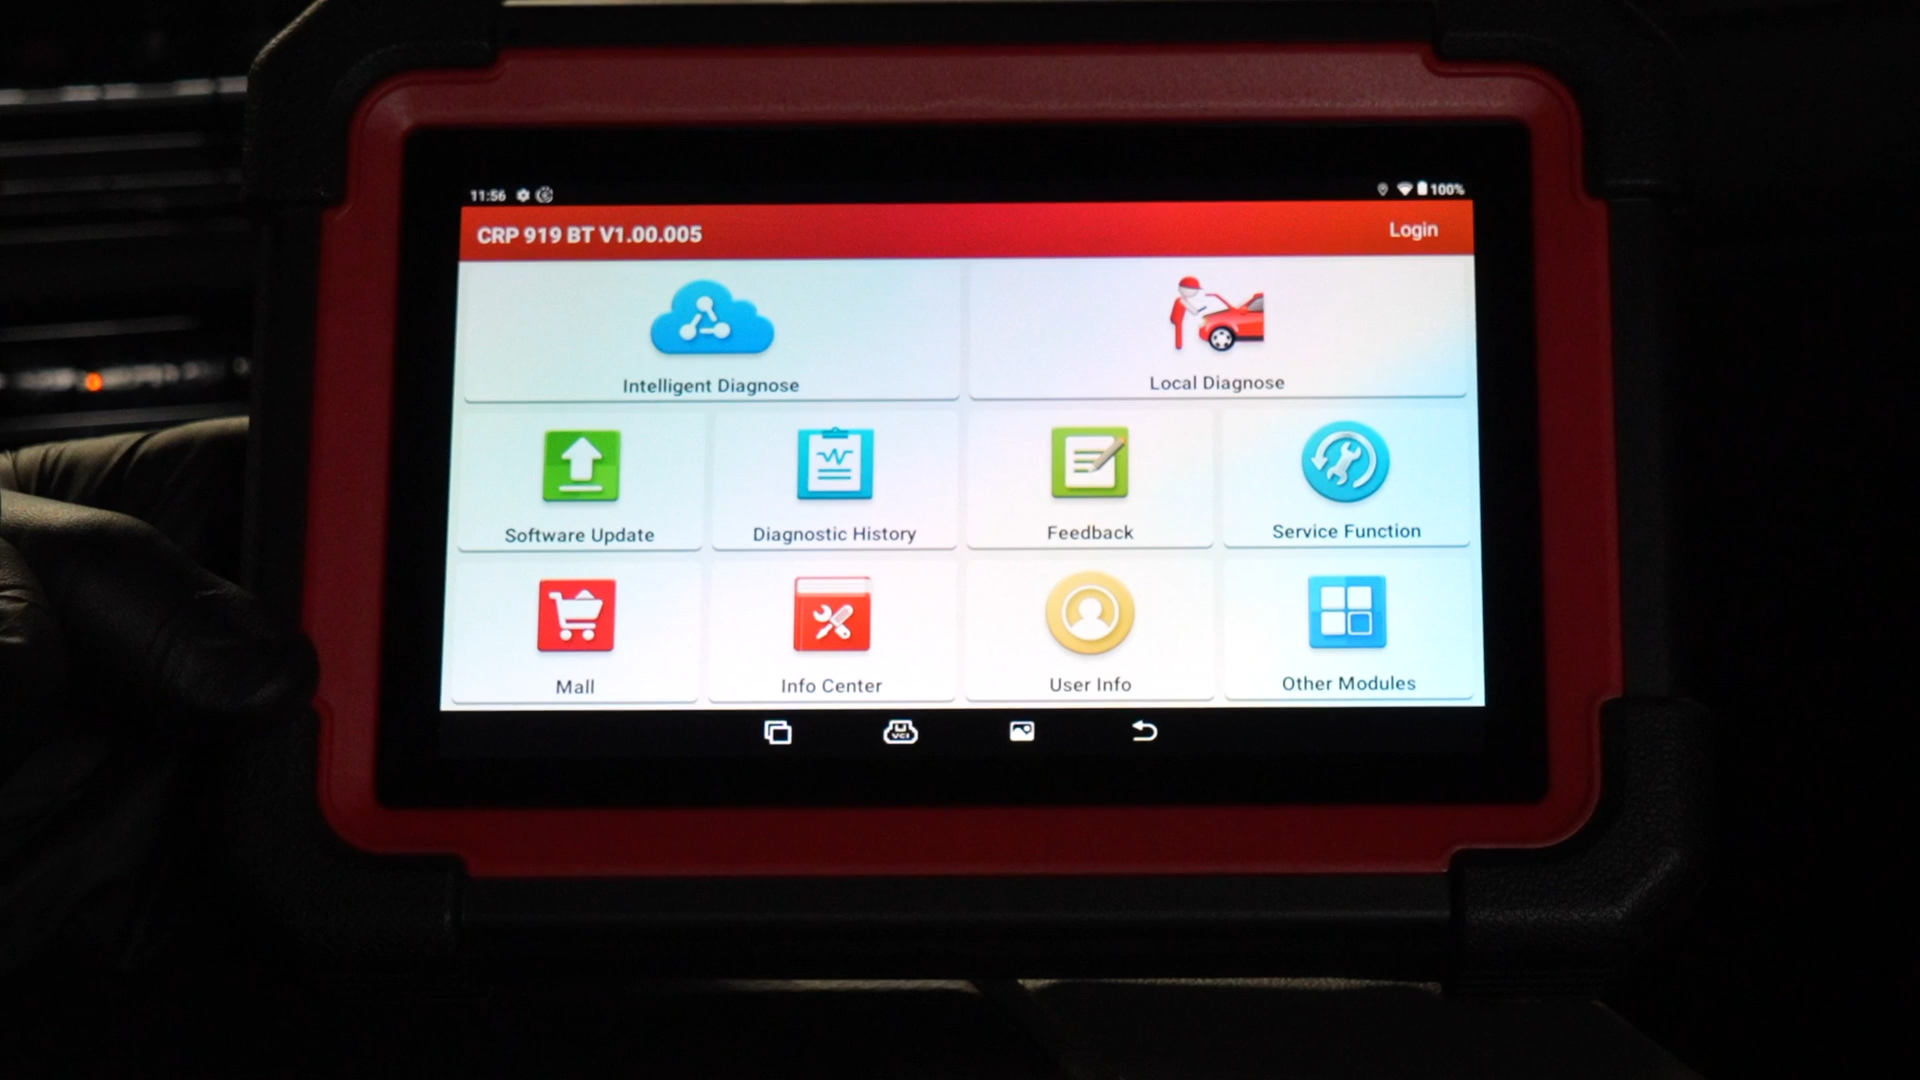 11:56
100%
CRP 919 BT V1.00.005
Login
Intelligent Diagnose
Local Diagnose
Software Update
Diagnostic History
Feedback
Service Function
Mall
Info Center
User Info
Other Modules
VCI